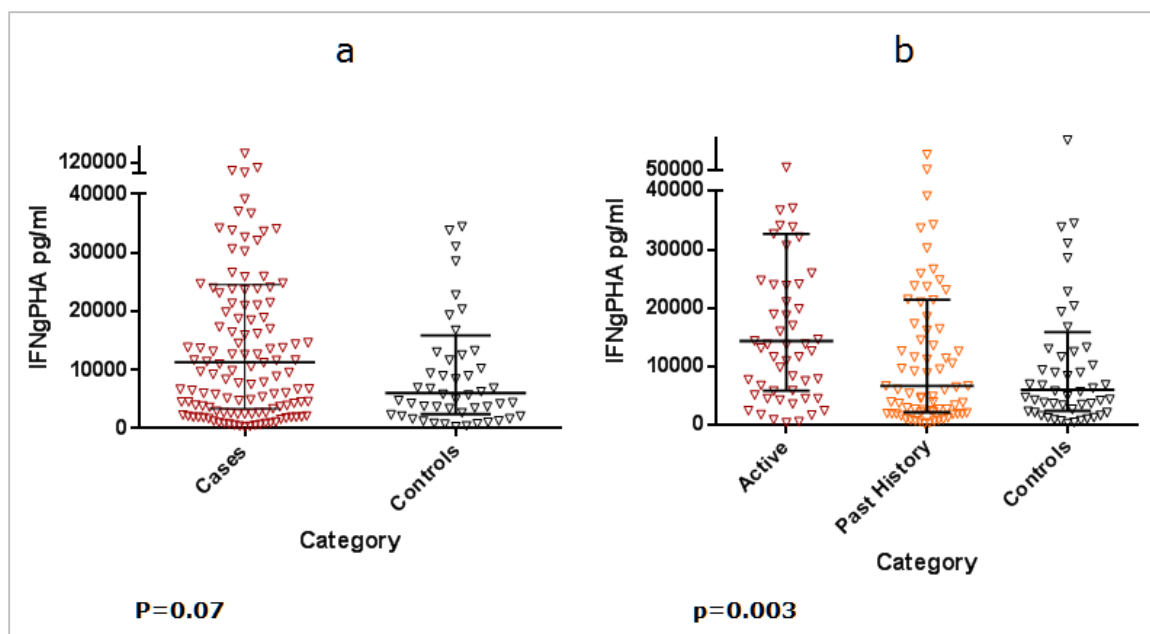 a
b
IFNgPHA pg/ml
120000
40000
30000
20000
10000
0
Cases
Controls
Category
P=0.07
IFNgPHA pg/ml
50000
40000
30000
20000
10000
0
Active
Past History
Controls
Category
p=0.003